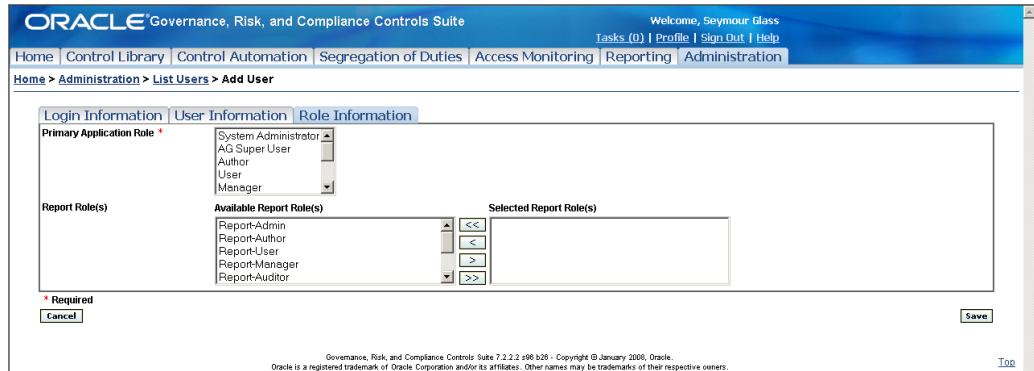 ORACLE Governance, Risk, and Compliance Controls Suite
Welcome, Seymour Glass
Tasks (0) | Profile | Sign Out | Help
Home Control Library Control Automation Segregation of Duties Access Monitoring Reporting Administration
Home > Administration > List Users > Add User
Login Information User Information Role Information
Primary Application Role *
System Administrator
AG Super User
Author
User
Manager
Report Role(s)
Available Report Role(s)
Selected Report Role(s)
Report-Admin
Report-Author
Report-User
Report-Manager
Report-Auditor
<<
<
>
>>
* Required
Cancel
Save
Governance, Risk, and Compliance Controls Suite 7.2.2.2 s96 b26 - Copyright © January 2008, Oracle.
Oracle is a registered trademark of Oracle Corporation and/or its affiliates. Other names may be trademarks of their respective owners.
Top